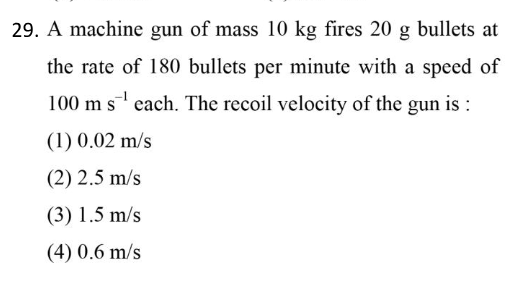 29. A machine gun of mass 10 kg fires 20 g bullets at
the rate of 180 bullets per minute with a speed of
100 m s⁻¹ each. The recoil velocity of the gun is :
(1) 0.02 m/s
(2) 2.5 m/s
(3) 1.5 m/s
(4) 0.6 m/s